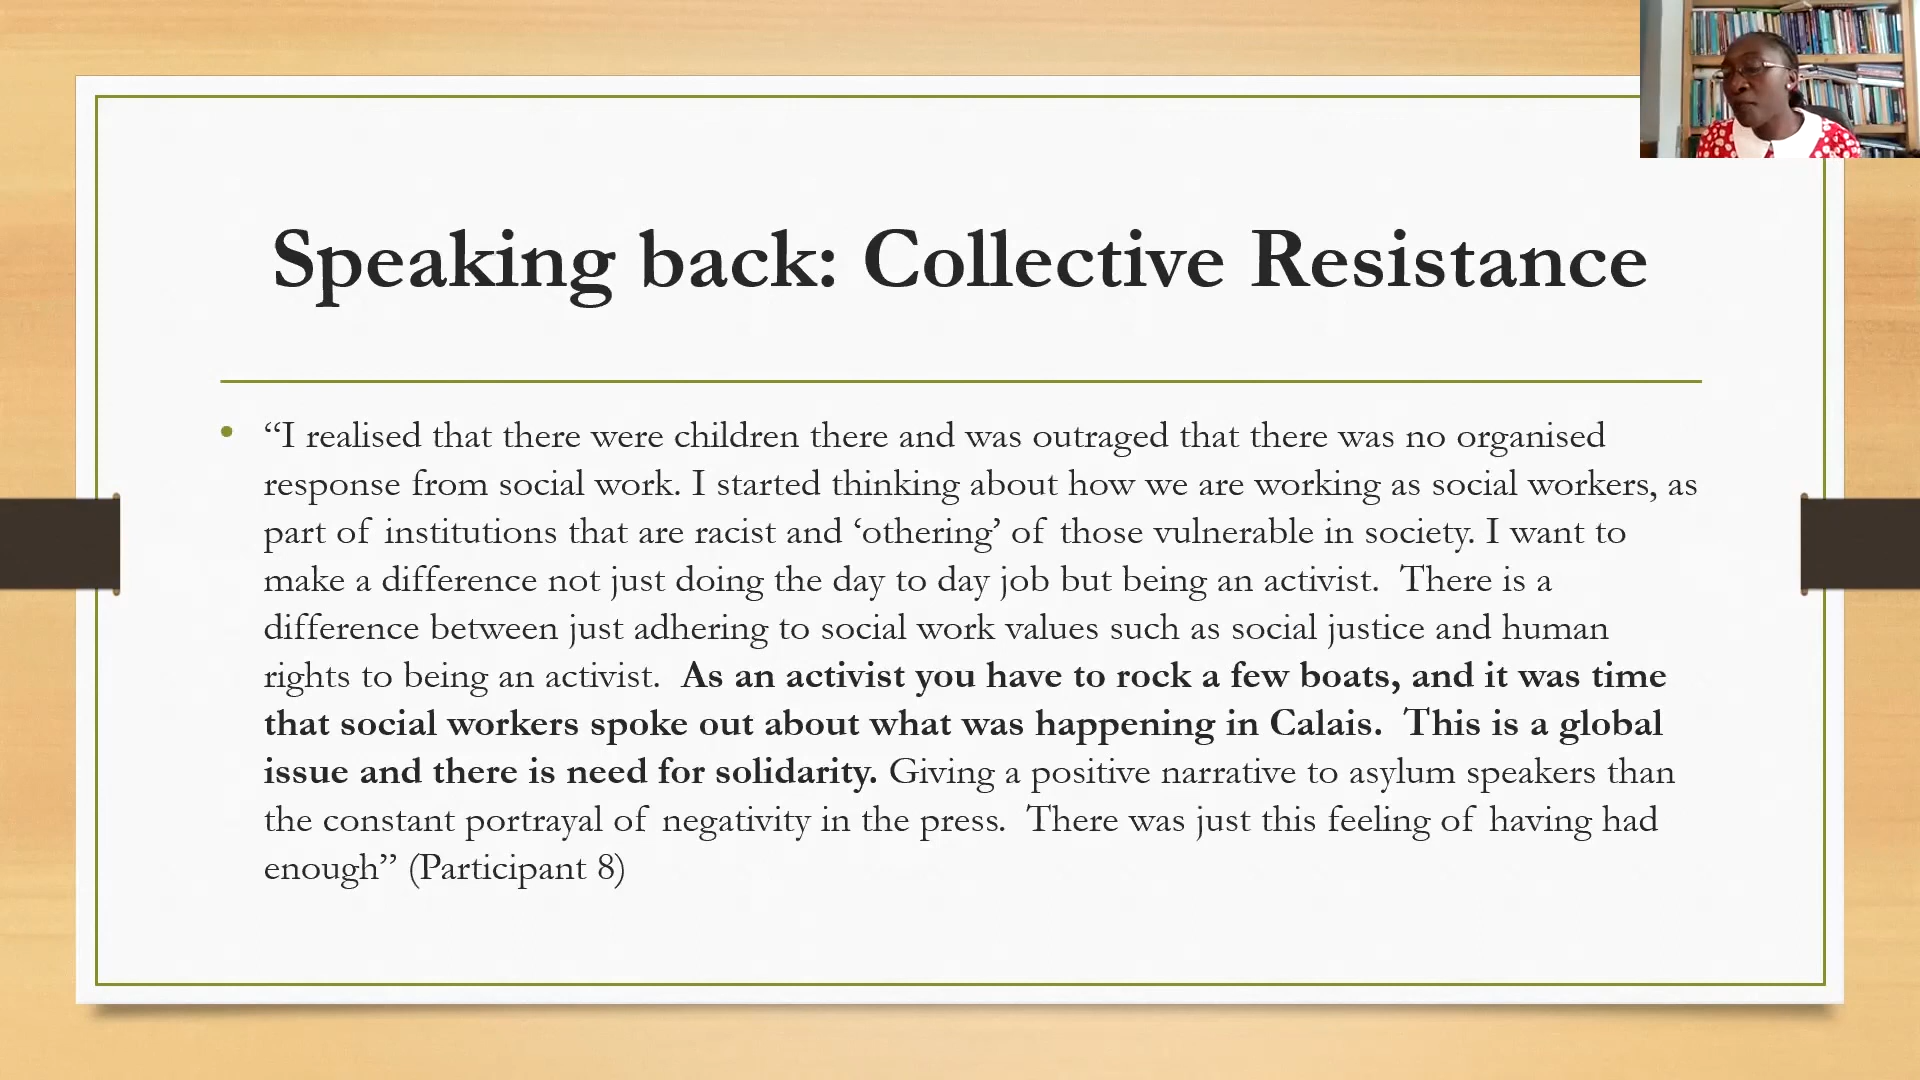 Speaking back: Collective Resistance
• “I realised that there were children there and was outraged that there was no organised
response from social work. I started thinking about how we are working as social workers, as
part of institutions that are racist and ‘othering’ of those vulnerable in society. I want to
make a difference not just doing the day to day job but being an activist.  There is a
difference between just adhering to social work values such as social justice and human
rights to being an activist.  As an activist you have to rock a few boats, and it was time
that social workers spoke out about what was happening in Calais.  This is a global
issue and there is need for solidarity. Giving a positive narrative to asylum speakers than
the constant portrayal of negativity in the press.  There was just this feeling of having had
enough” (Participant 8)